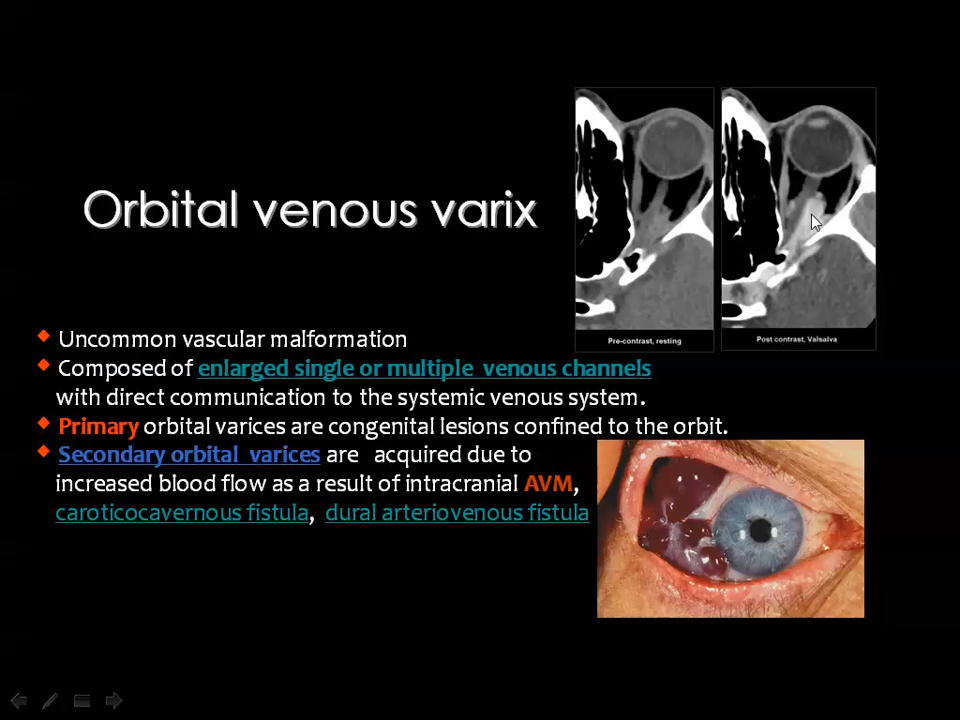 Orbital venous varix
Pre-contrast, resting
Post contrast, Valsalva
Uncommon vascular malformation
Composed of enlarged single or multiple venous channels
with direct communication to the systemic venous system.
Primary orbital varices are congenital lesions confined to the orbit.
Secondary orbital varices are acquired due to
increased blood flow as a result of intracranial AVM,
caroticocavernous fistula, dural arteriovenous fistula